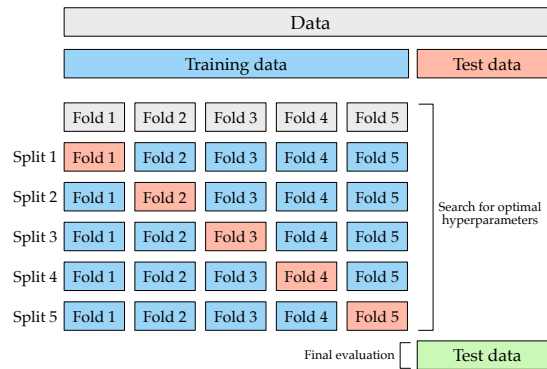 Data
Training data Test data
Fold 1 Fold 2 Fold 3 Fold 4 Fold 5
Split 1 Fold 1 Fold 2 Fold 3 Fold 4 Fold 5
Split 2 Fold 1 Fold 2 Fold 3 Fold 4 Fold 5
Split 3 Fold 1 Fold 2 Fold 3 Fold 4 Fold 5
Split 4 Fold 1 Fold 2 Fold 3 Fold 4 Fold 5
Split 5 Fold 1 Fold 2 Fold 3 Fold 4 Fold 5
Search for optimal
hyperparameters
Final evaluation Test data